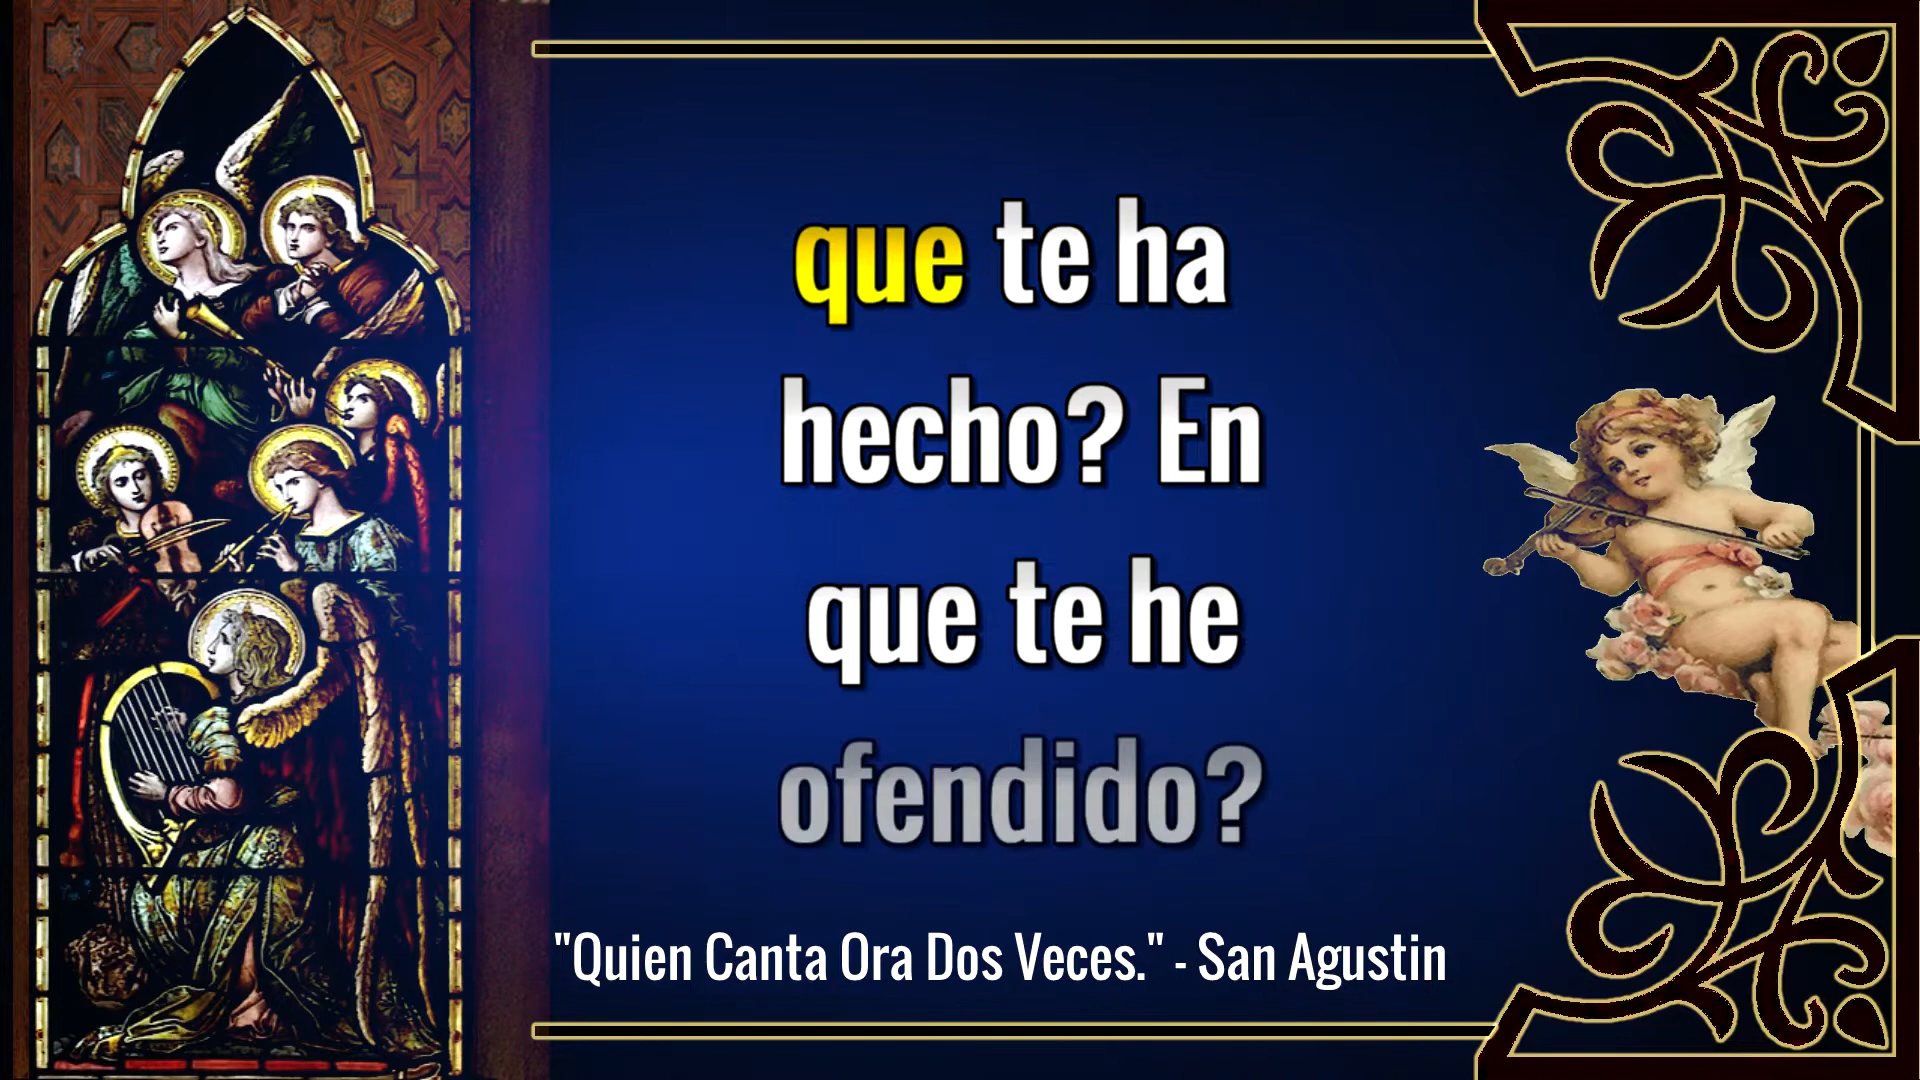 que te ha
hecho? En
que te he
ofendido?
"Quien Canta Ora Dos Veces." - San Agustin